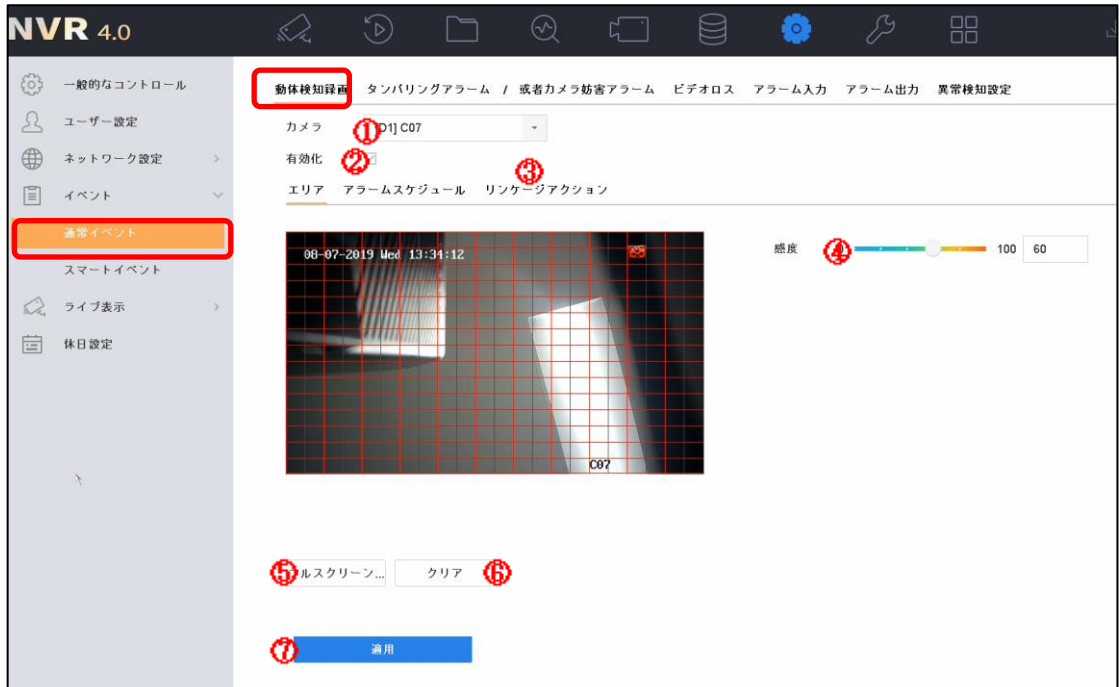 NVR 4.0
一般的なコントロール
ユーザー設定
ネットワーク設定
イベント
通常イベント
スマートイベント
ライブ表示
休日設定
動体検知録画 タンパリングアラーム / 或者カメラ妨害アラーム ビデオロス アラーム入力 アラーム出力 異常検知設定
カメラ ① D1] C07
有効化 ②
③
エリア アラームスケジュール リンケージアクション
08-07-2019 Wed 13:34:12
C07
感度 ④ 100 60
⑤ ルスクリーン... クリア ⑥
⑦ 適用